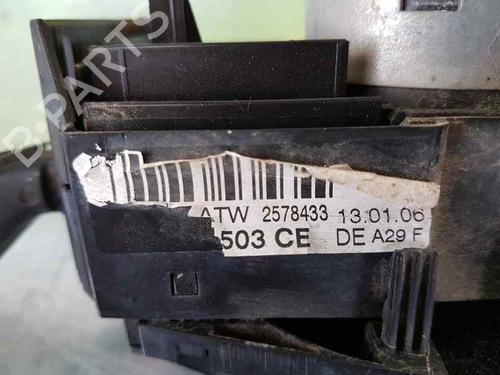 B-PARTS
ATW 2578433 13.01.06
503 CE DE A29 F